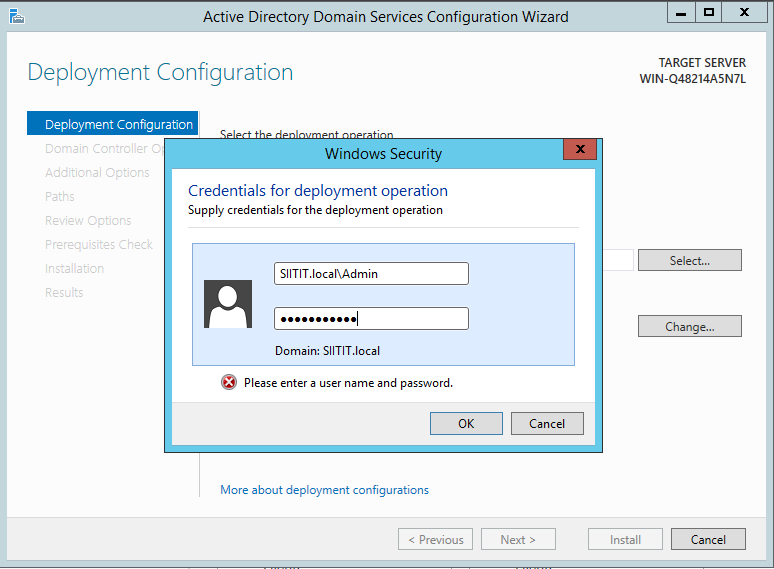 Active Directory Domain Services Configuration Wizard
Deployment Configuration
TARGET SERVER
WIN-Q48214A5N7L
Deployment Configuration
Select the deployment operation
Domain Controller Op
Additional Options
Paths
Review Options
Prerequisites Check
Installation
Results
Windows Security
Credentials for deployment operation
Supply credentials for the deployment operation
SIITIT.local\Admin
●●●●●●●●●●●
Domain: SIITIT.local
Please enter a user name and password.
OK
Cancel
Select...
Change...
More about deployment configurations
< Previous
Next >
Install
Cancel